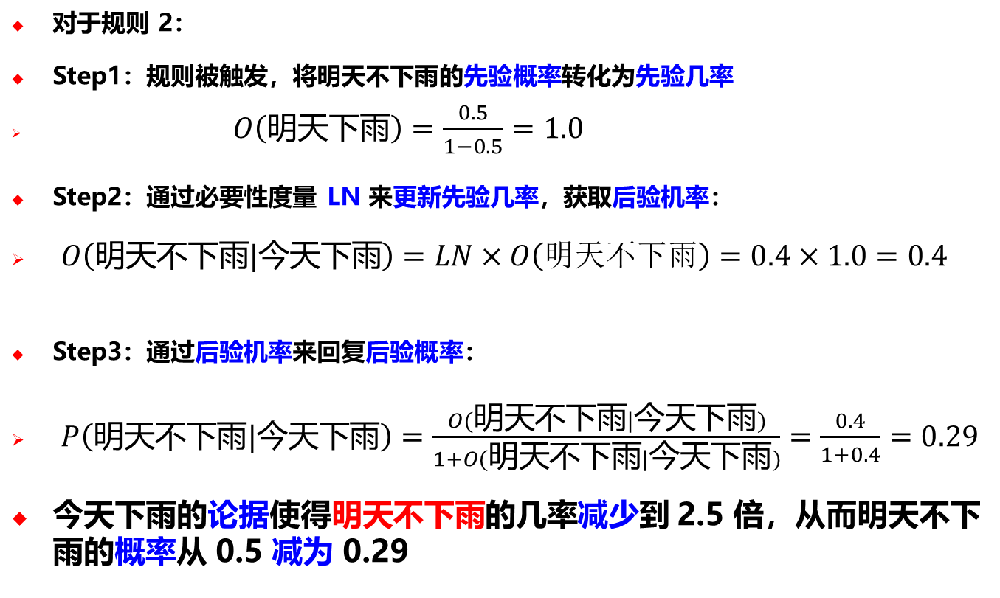 对于规则 2：
Step1：规则被触发，将明天不下雨的先验概率转化为先验几率
O(明天下雨) = \frac{0.5}{1−0.5} = 1.0
Step2：通过必要性度量 LN 来更新先验几率，获取后验机率：
O(明天不下雨|今天下雨) = LN × O(明天不下雨) = 0.4 × 1.0 = 0.4
Step3：通过后验机率来回复后验概率：
P(明天不下雨|今天下雨) = \frac{O(明天不下雨|今天下雨)}{1+O(明天不下雨|今天下雨)} = \frac{0.4}{1+0.4} = 0.29
今天下雨的论据使得明天不下雨的几率减少到 2.5 倍，从而明天不下
雨的概率从 0.5 减为 0.29